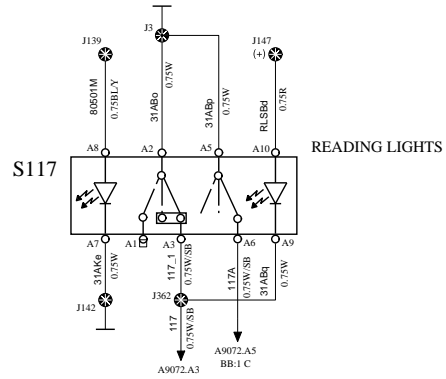 J3
J139
J147
(+)
80501M
0.75BL/Y
31ABo
0.75W
31ABp
0.75W
RLSBd
0.75R
A8
A2
A5
A10
READING LIGHTS
S117
A7
A1
A3
A6
A9
31AKe
0.75W
117_1
0.75W/SB
117A
0.75W/SB
31ABq
0.75W
J142
J362
117
0.75W/SB
A9072.A3
A9072.A5
BB:1 C